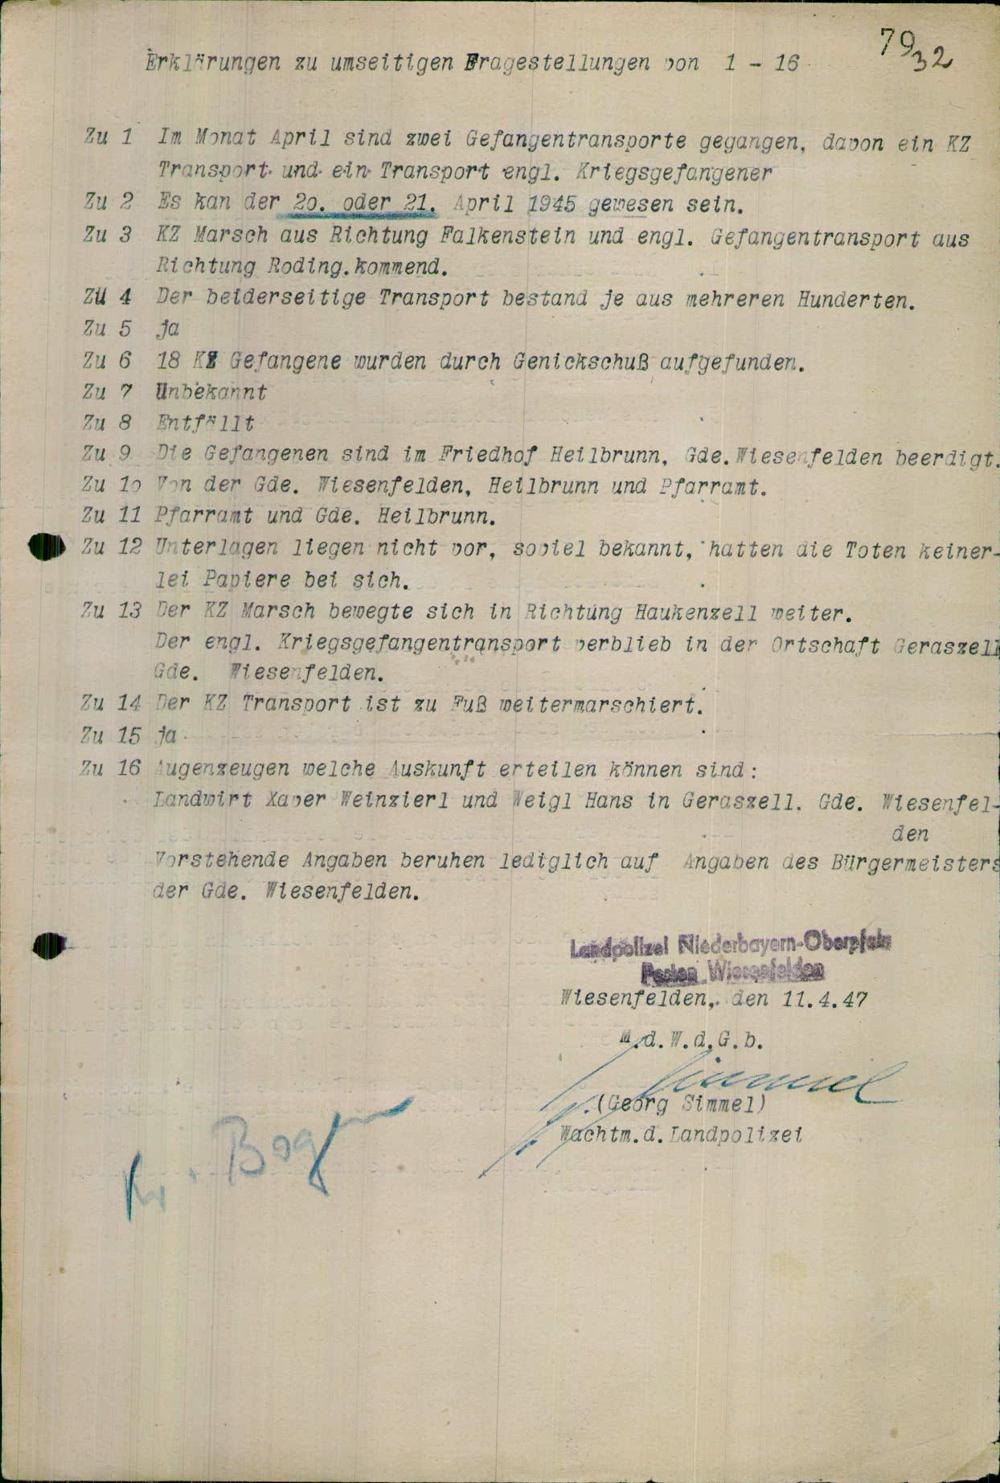 79
32
Erklärungen zu umseitigen Fragestellungen von 1 - 16
Zu 1 Im Monat April sind zwei Gefangentransporte gegangen, davon ein KZ
Transport und ein Transport engl. Kriegsgefangener
Zu 2 Es kan der 2o. oder 21. April 1945 gewesen sein.
Zu 3 KZ Marsch aus Richtung Falkenstein und engl. Gefangentransport aus
Richtung Roding.kommend.
Zu 4 Der beiderseitige Transport bestand je aus mehreren Hunderten.
Zu 5 ja
Zu 6 18 KZ Gefangene wurden durch Genickschuß aufgefunden.
Zu 7 Unbekannt
Zu 8 Entfällt
Zu 9 Die Gefangenen sind im Friedhof Heilbrunn, Gde.Wiesenfelden beerdigt.
Zu 1o Von der Gde. Wiesenfelden, Heilbrunn und Pfarramt.
Zu 11 Pfarramt und Gde. Heilbrunn.
Zu 12 Unterlagen liegen nicht vor, soviel bekannt, hatten die Toten keiner-
lei Papiere bei sich.
Zu 13 Der KZ Marsch bewegte sich in Richtung Haukenzell weiter.
Der engl. Kriegsgefangentransport verblieb in der Ortschaft Geraszell
Gde. Wiesenfelden.
Zu 14 Der KZ Transport ist zu Fuß weitermarschiert.
Zu 15 ja
Zu 16 Augenzeugen welche Auskunft erteilen können sind:
Landwirt Xaver Weinzierl und Weigl Hans in Geraszell. Gde. Wiesenfel-
den
Vorstehende Angaben beruhen lediglich auf Angaben des Bürgermeisters
der Gde. Wiesenfelden.
Landpolizei Niederbayern-Oberpfalz
Posten Wiesenfelden
Wiesenfelden, den 11.4.47
M.d.W.d.G.b.
Simmel
(Georg Simmel)
Wachtm.d.Landpolizei
Kr. Bogen